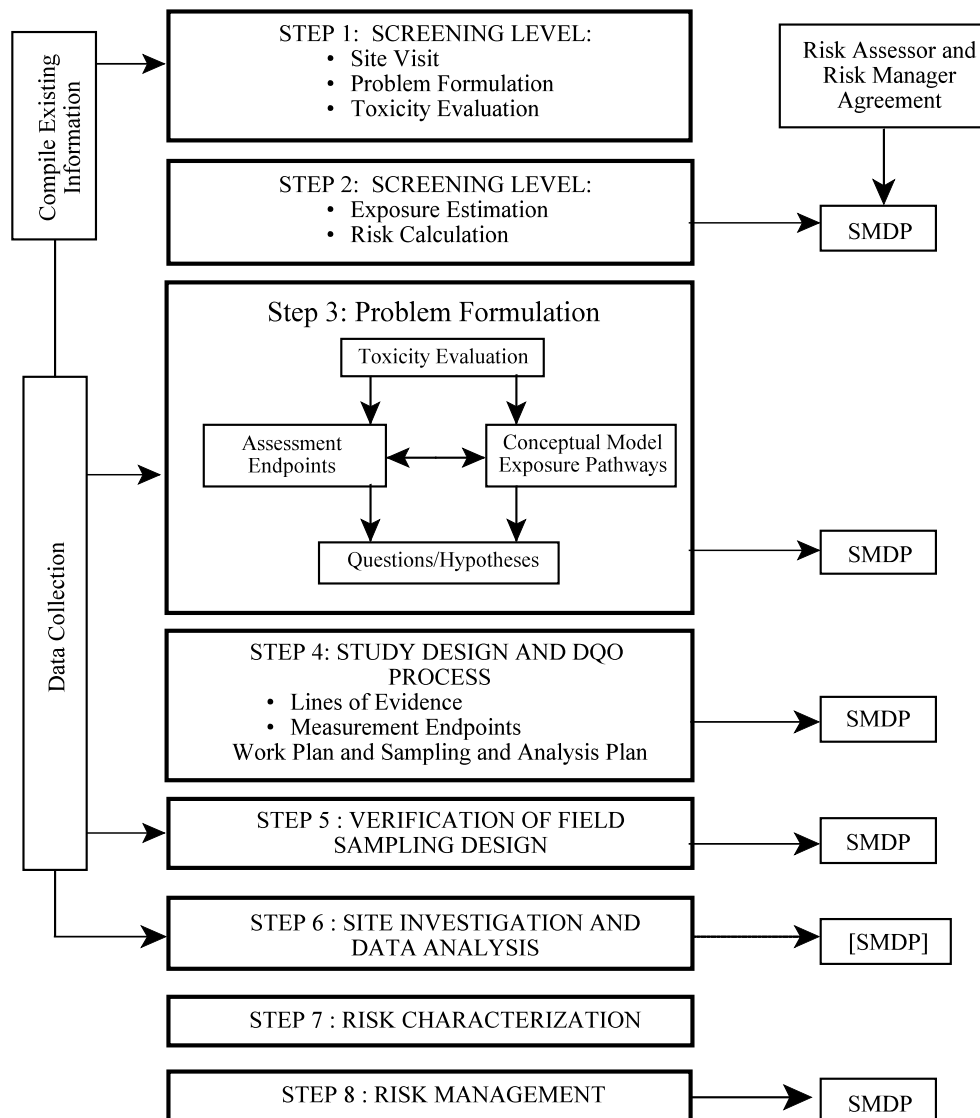 Compile Existing
Information
STEP 1: SCREENING LEVEL:
• Site Visit
• Problem Formulation
• Toxicity Evaluation
Risk Assessor and
Risk Manager
Agreement
STEP 2: SCREENING LEVEL:
• Exposure Estimation
• Risk Calculation
SMDP
Data Collection
Step 3: Problem Formulation
Toxicity Evaluation
Assessment
Endpoints
Conceptual Model
Exposure Pathways
Questions/Hypotheses
SMDP
STEP 4: STUDY DESIGN AND DQO
PROCESS
• Lines of Evidence
• Measurement Endpoints
Work Plan and Sampling and Analysis Plan
SMDP
STEP 5 : VERIFICATION OF FIELD
SAMPLING DESIGN
SMDP
STEP 6 : SITE INVESTIGATION AND
DATA ANALYSIS
[SMDP]
STEP 7 : RISK CHARACTERIZATION
STEP 8 : RISK MANAGEMENT
SMDP